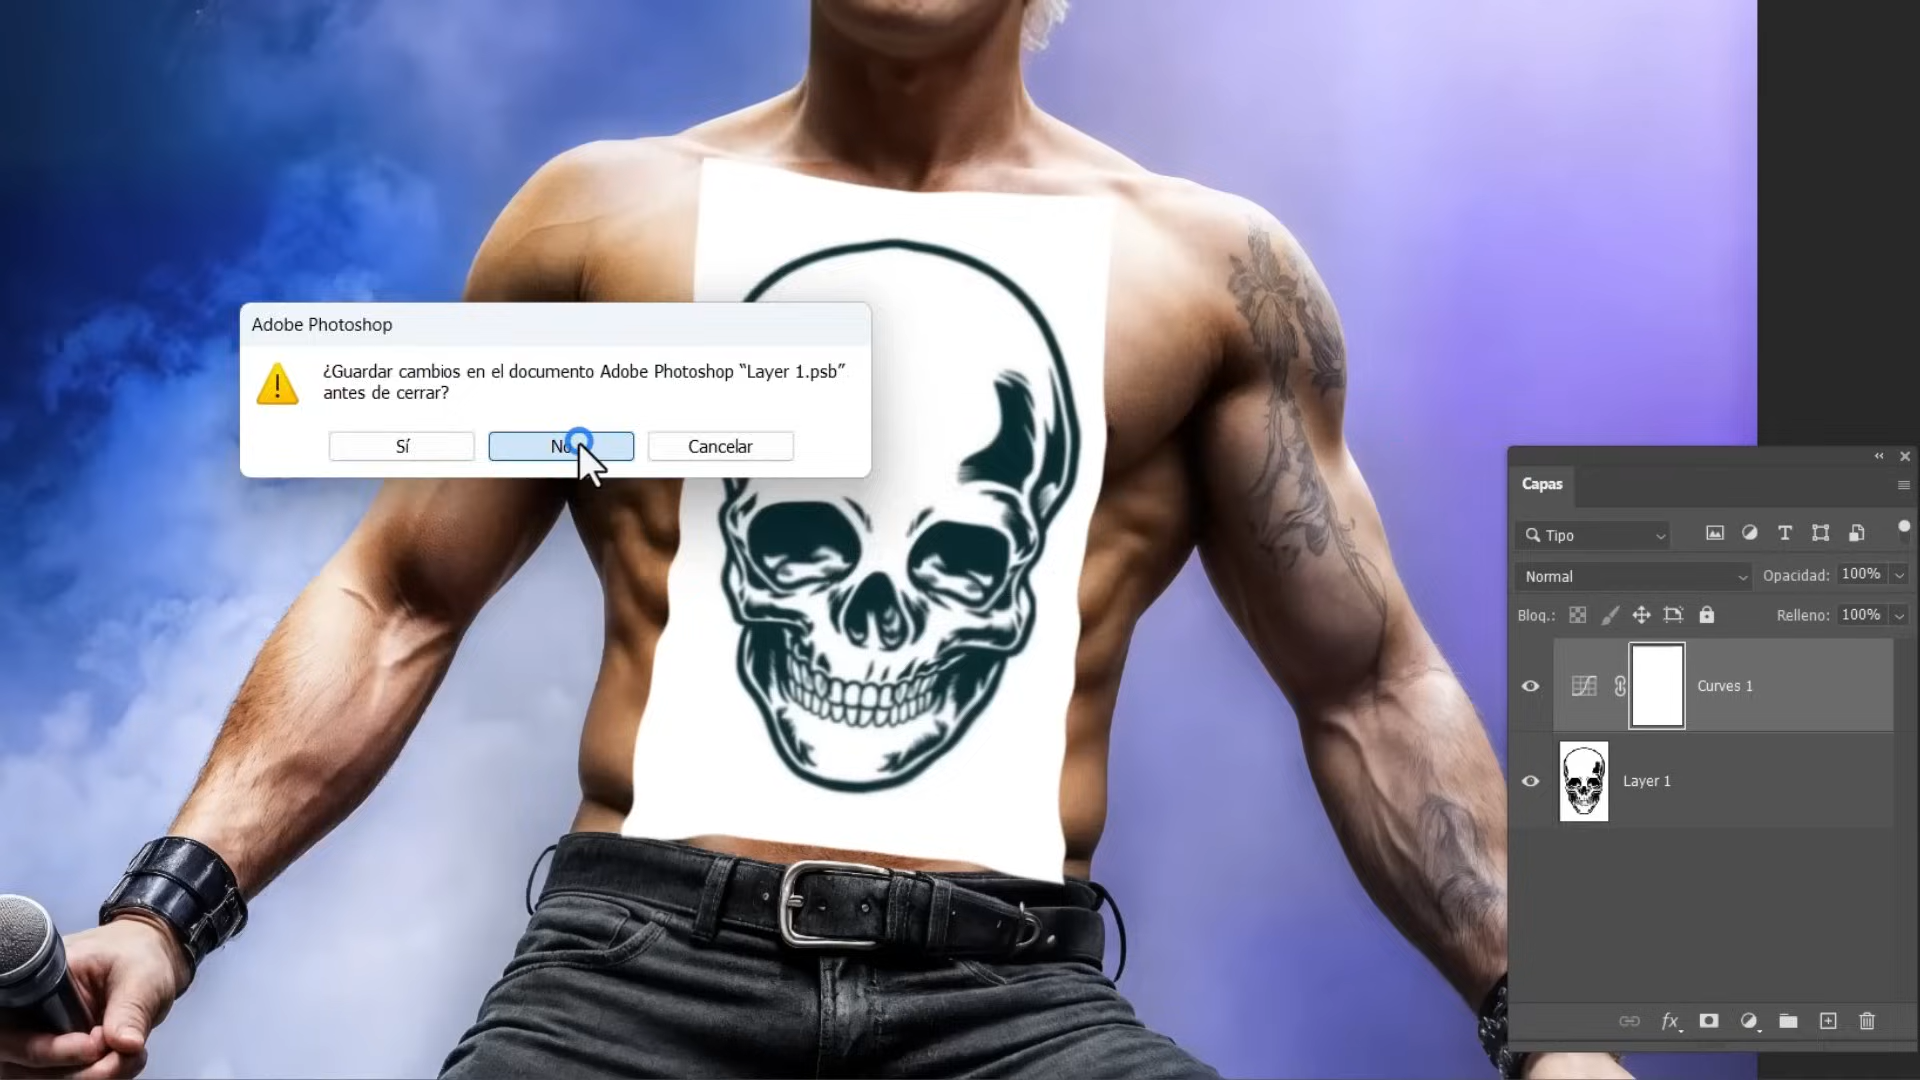 Adobe Photoshop
¿Guardar cambios en el documento Adobe Photoshop “Layer 1.psb”
antes de cerrar?
Sí
No
Cancelar
Capas
Tipo
Normal
Opacidad: 100%
Bloq.:
Relleno: 100%
Curves 1
Layer 1
fx